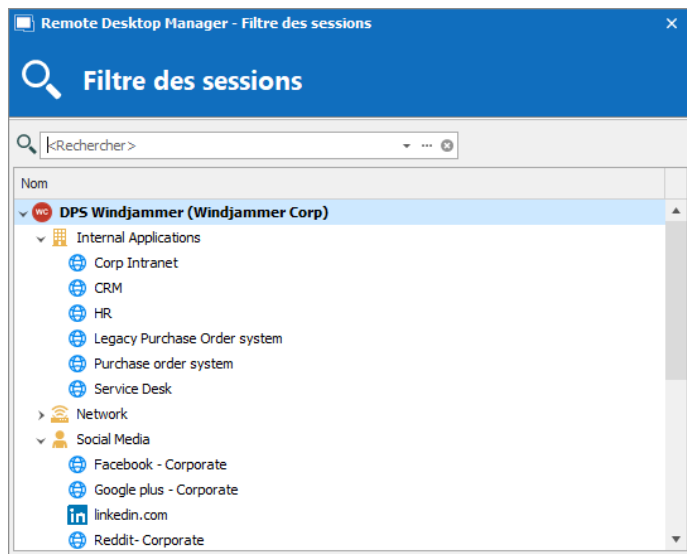 Remote Desktop Manager - Filtre des sessions
Filtre des sessions
<Rechercher>
Nom
WC DPS Windjammer (Windjammer Corp)
Internal Applications
Corp Intranet
CRM
HR
Legacy Purchase Order system
Purchase order system
Service Desk
Network
Social Media
Facebook - Corporate
Google plus - Corporate
in linkedin.com
Reddit- Corporate